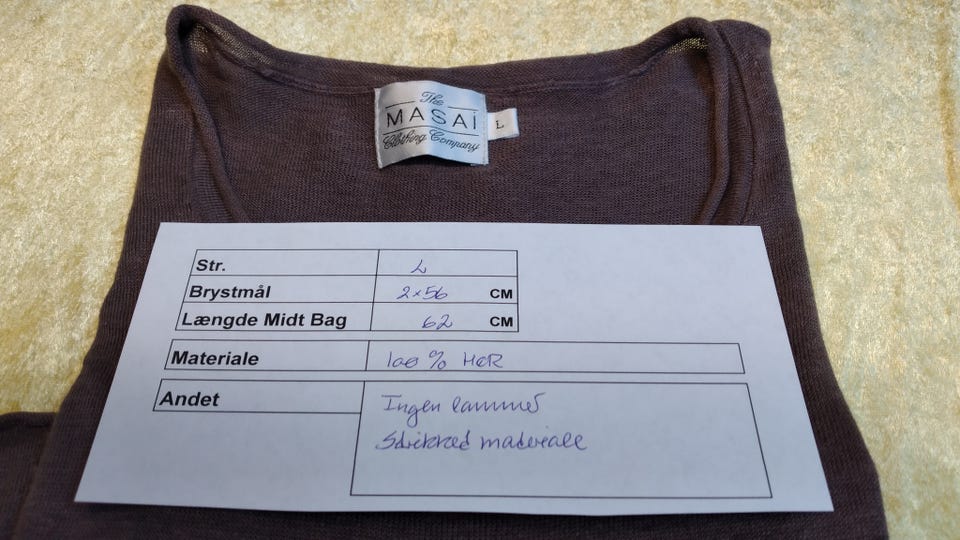 The
MASAI
Clothing Company
L
Str. L
Brystmål 2×56 CM
Længde Midt Bag 62 CM
Materiale 100 % HØR
Andet Ingen lommer
Strikket materiale